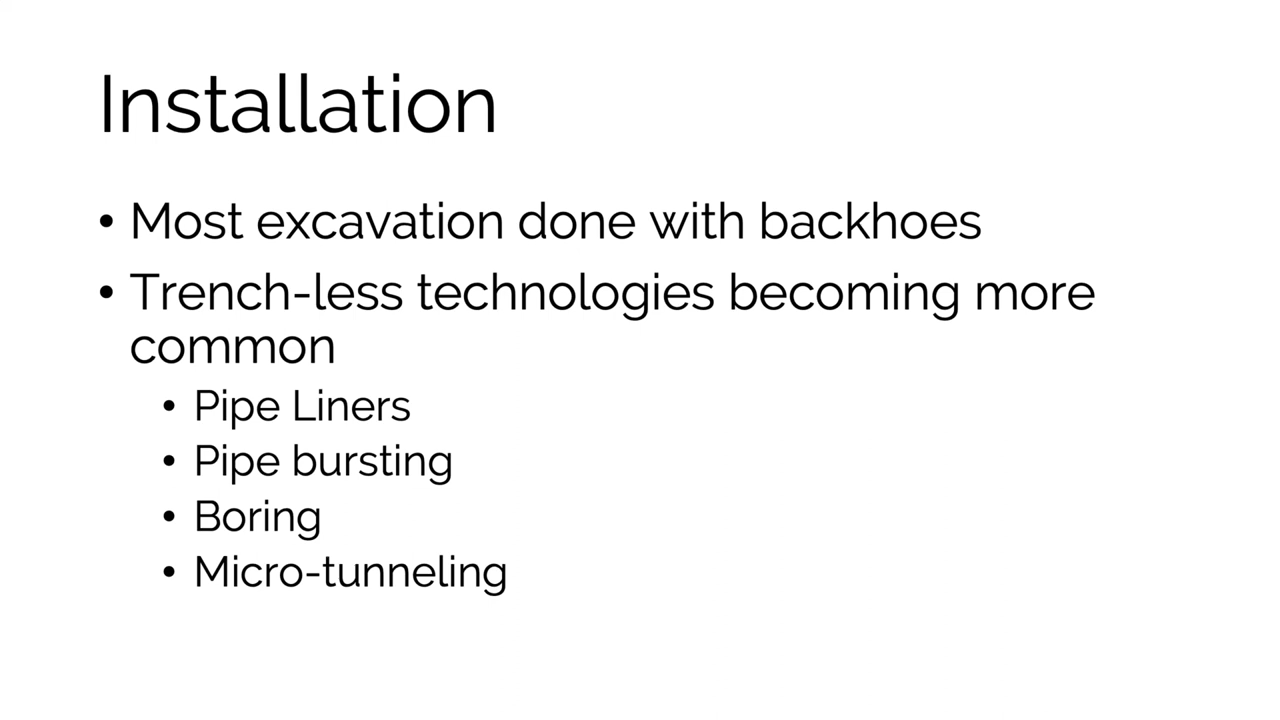 Installation
• Most excavation done with backhoes
• Trench-less technologies becoming more
common
• Pipe Liners
• Pipe bursting
• Boring
• Micro-tunneling